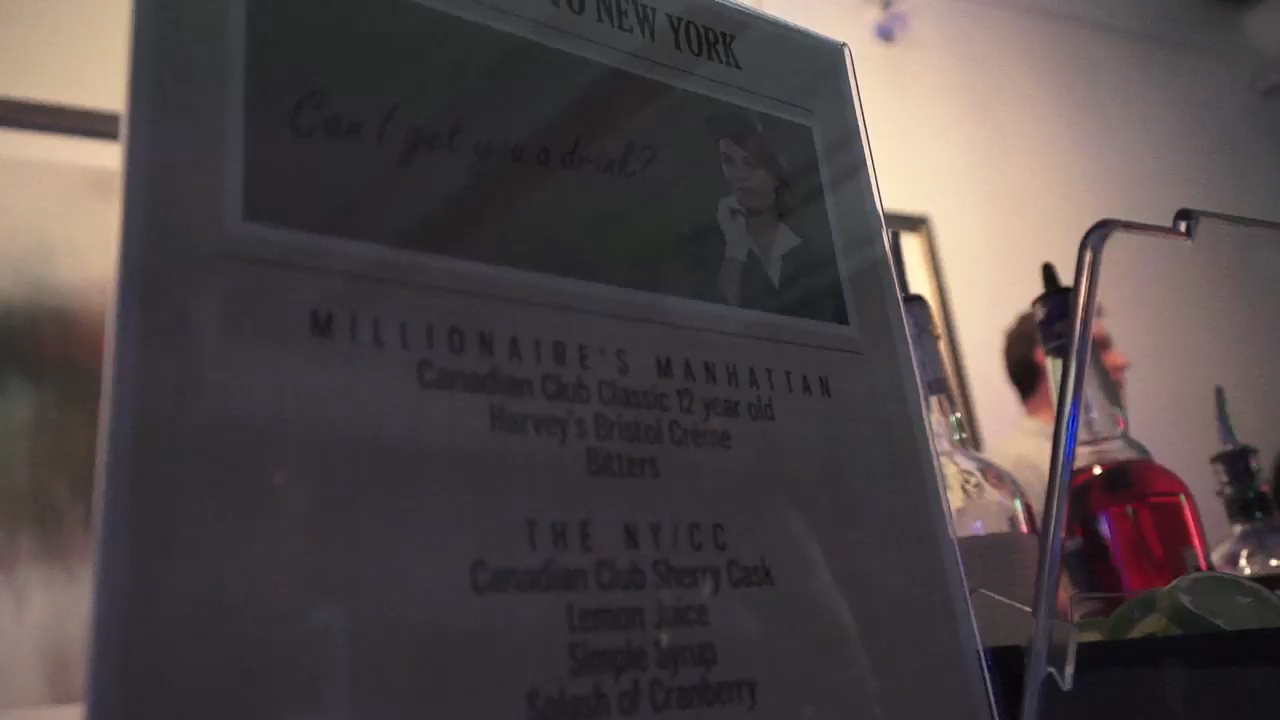 TO NEW YORK
Can I get you a drink?
MILLIONAIRE'S MANHATTAN
Canadian Club Classic 12 year old
Harvey's Bristol Crème
Bitters
THE NY/CC
Canadian Club Sherry Cask
Lemon Juice
Simple Syrup
Splash of Cranberry